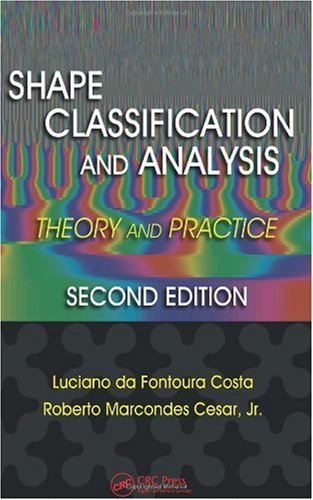 SHAPE
CLASSIFICATION
AND ANALYSIS
THEORY AND PRACTICE
SECOND EDITION
Luciano da Fontoura Costa
Roberto Marcondes Cesar, Jr.
CRC CRC Press